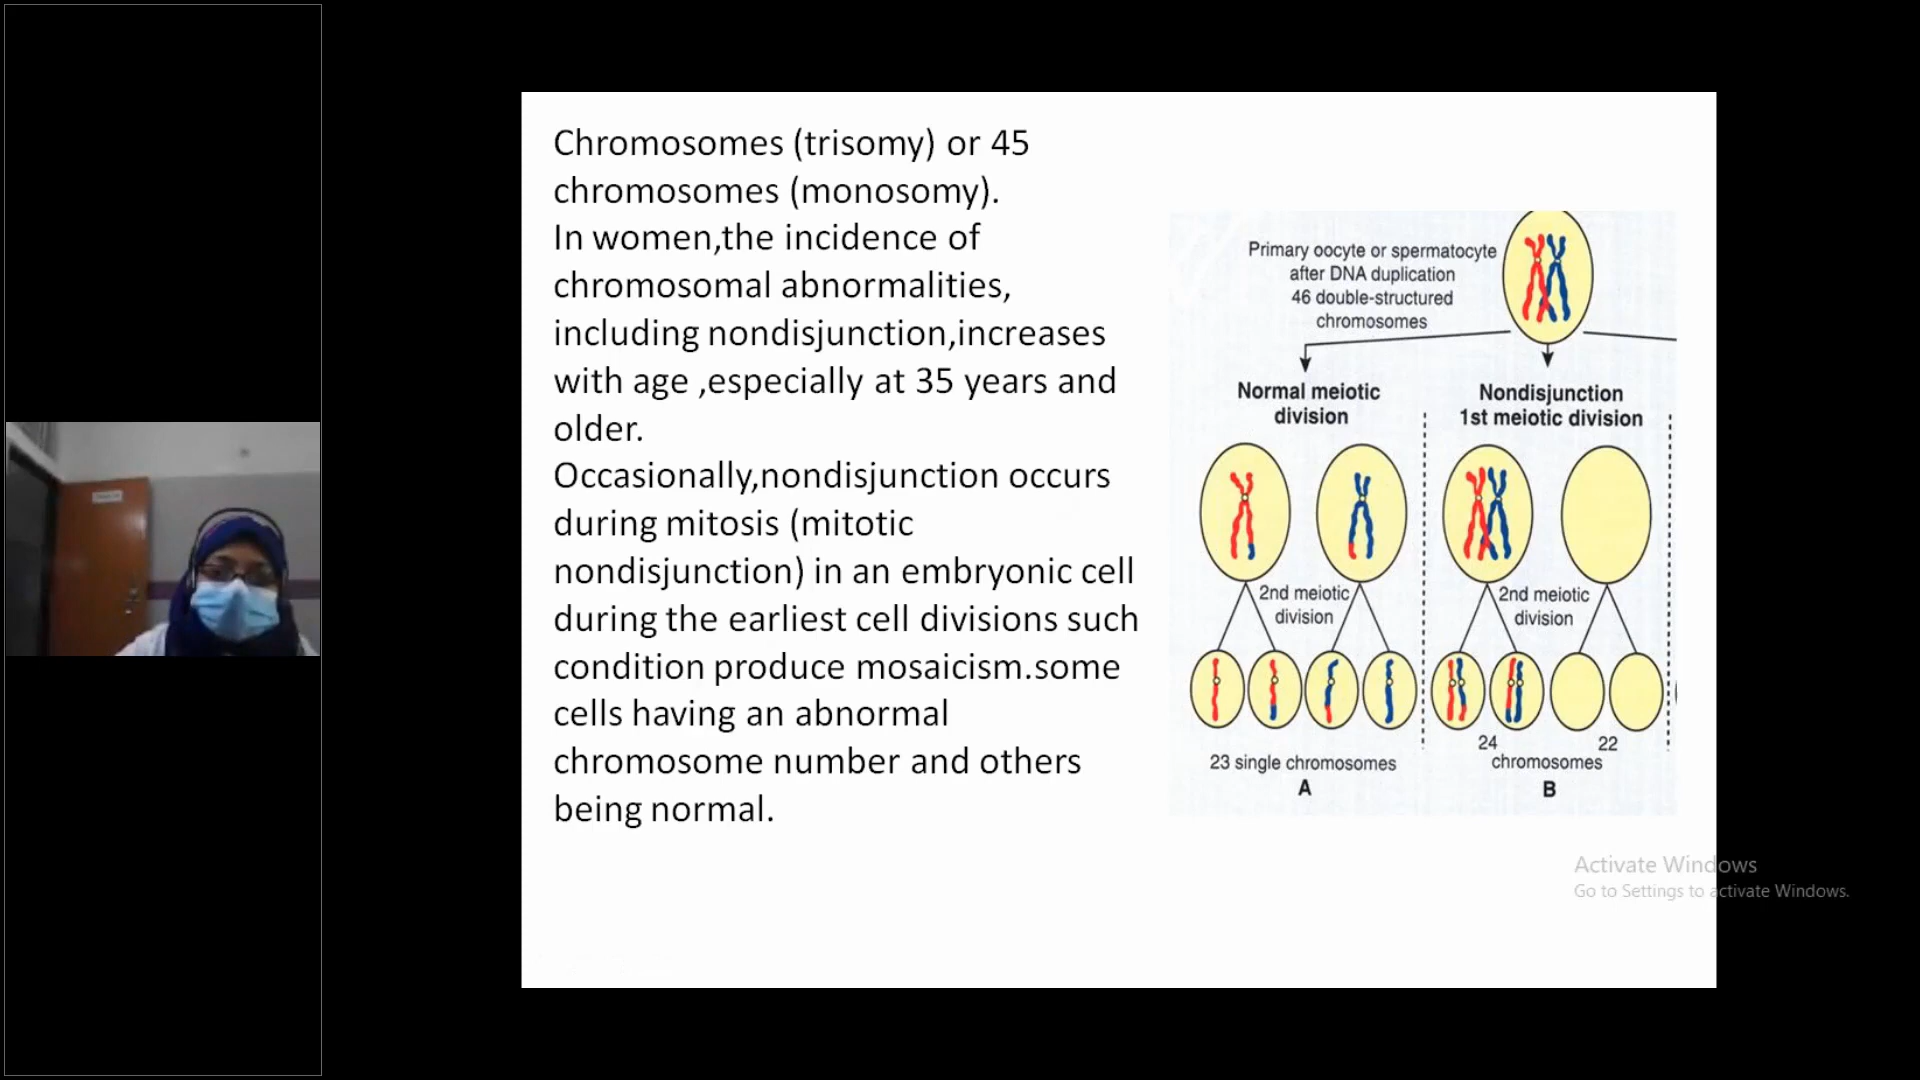 Chromosomes (trisomy) or 45
chromosomes (monosomy).
In women,the incidence of
chromosomal abnormalities,
including nondisjunction,increases
with age ,especially at 35 years and
older.
Occasionally,nondisjunction occurs
during mitosis (mitotic
nondisjunction) in an embryonic cell
during the earliest cell divisions such
condition produce mosaicism.some
cells having an abnormal
chromosome number and others
being normal.
Primary oocyte or spermatocyte
after DNA duplication
46 double-structured
chromosomes
Normal meiotic
division
Nondisjunction
1st meiotic division
2nd meiotic
division
2nd meiotic
division
23 single chromosomes
A
24
22
chromosomes
B
Activate Windows
Go to Settings to activate Windows.